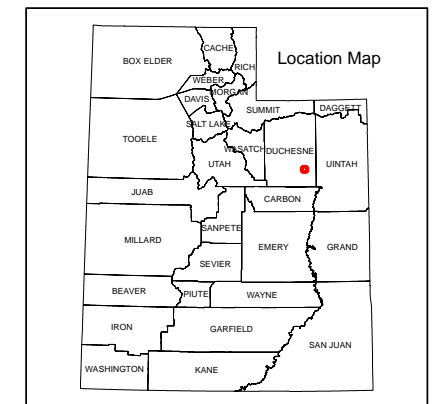 Location Map
CACHE
BOX ELDER
RICH
WEBER
MORGAN
DAVIS
SUMMIT
DAGGETT
SALT LAKE
TOOELE
WASATCH
DUCHESNE
UTAH
UINTAH
JUAB
CARBON
SANPETE
MILLARD
EMERY
GRAND
SEVIER
BEAVER
PIUTE
WAYNE
IRON
GARFIELD
SAN JUAN
WASHINGTON
KANE